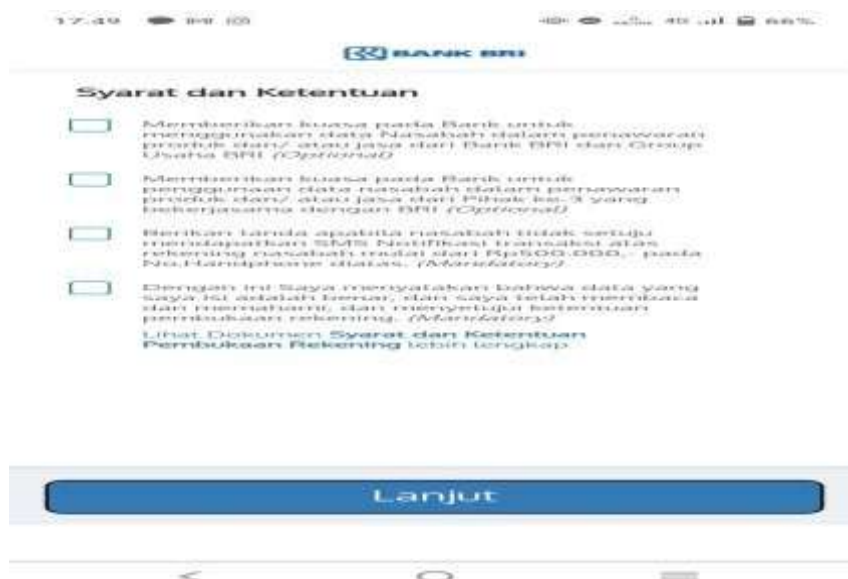 17.49
4G 66%
BANK BRI
Syarat dan Ketentuan
Memberikan kuasa pada Bank untuk
menggunakan data Nasabah dalam penawaran
produk dan/ atau jasa dari Bank BRI dan Group
Usaha BRI (Optional)
Memberikan kuasa pada Bank untuk
penggunaan data nasabah dalam penawaran
produk dan/ atau jasa dari Pihak ke-3 yang
bekerjasama dengan BRI (Optional)
Berikan tanda apabila nasabah tidak setuju
mendapatkan SMS Notifikasi transaksi atas
rekening nasabah mulai dari Rp500.000,- pada
No.Handphone diatas. (Mandatory)
Dengan ini Saya menyatakan bahwa data yang
saya isi adalah benar, dan saya telah membaca
dan memahami, dan menyetujui ketentuan
pembukaan rekening. (Mandatory)
Lihat Dokumen Syarat dan Ketentuan
Pembukaan Rekening lebih lengkap
Lanjut